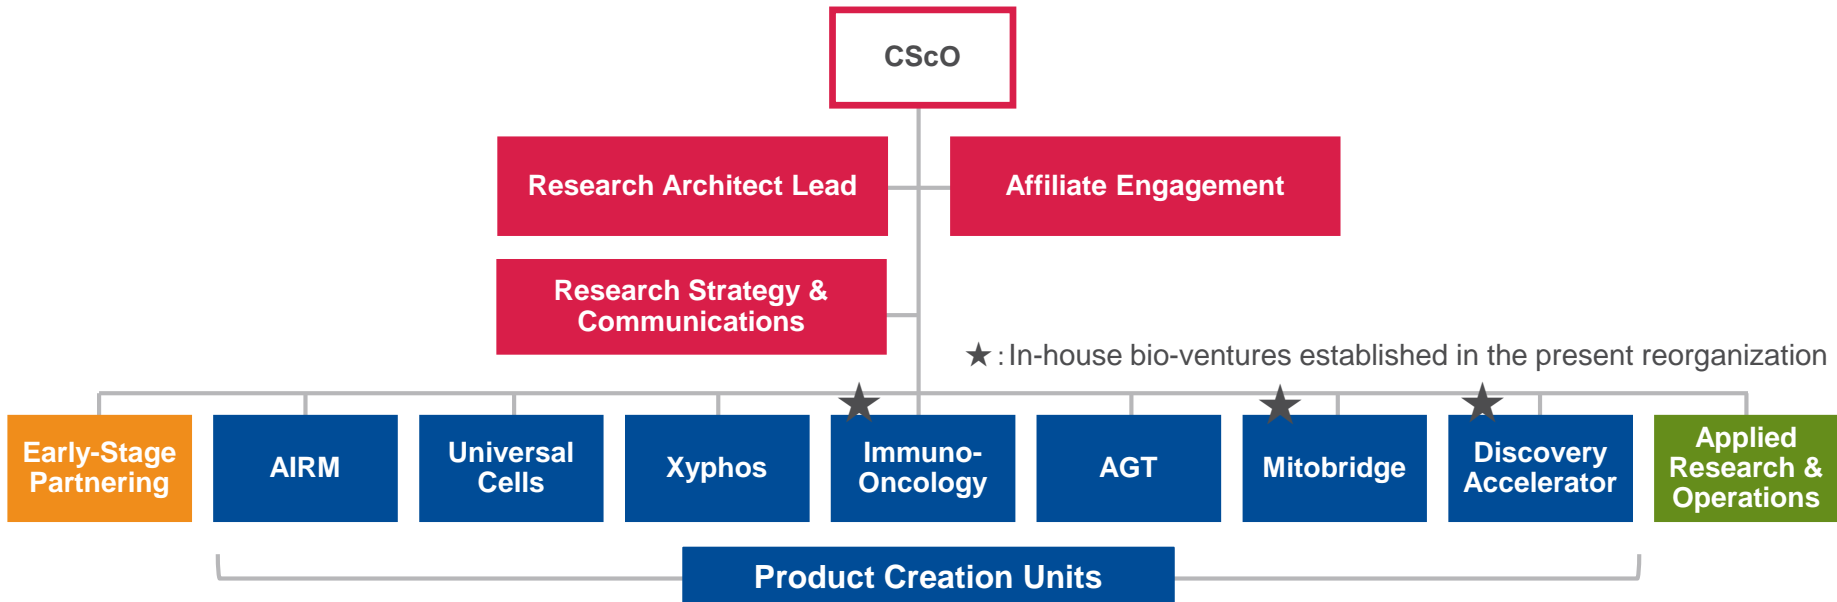 CScO
Research Architect Lead
Affiliate Engagement
Research Strategy &
Communications
★ : In-house bio-ventures established in the present reorganization
Early-Stage
Partnering
AIRM
Universal
Cells
Xyphos
Immuno-
Oncology
AGT
Mitobridge
Discovery
Accelerator
Applied
Research &
Operations
Product Creation Units